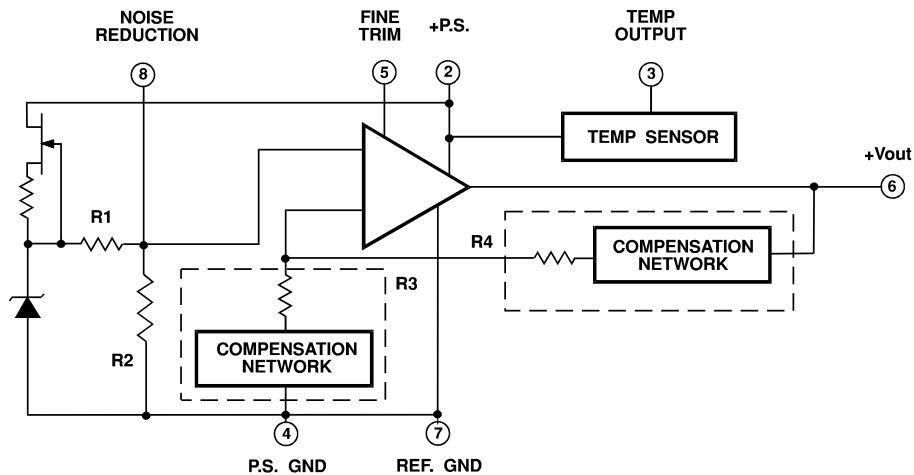 NOISE
REDUCTION
FINE
TRIM
+P.S.
TEMP
OUTPUT
8
5
2
3
TEMP SENSOR
+Vout
6
R1
R4
COMPENSATION
NETWORK
R3
COMPENSATION
NETWORK
R2
4
7
P.S. GND
REF. GND